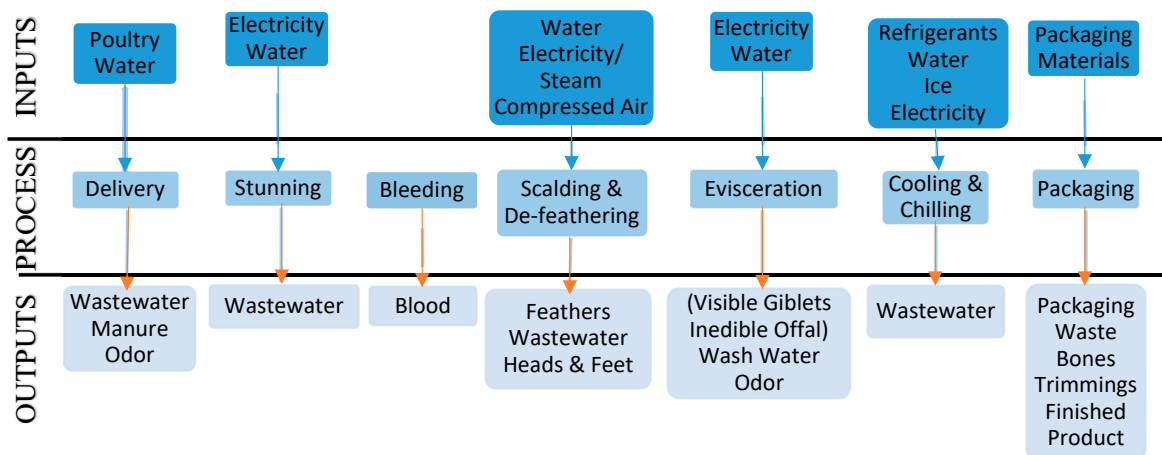 INPUTS
Poultry
Water
Electricity
Water
Water
Electricity/
Steam
Compressed Air
Electricity
Water
Refrigerants
Water
Ice
Electricity
Packaging
Materials
PROCESS
Delivery
Stunning
Bleeding
Scalding &
De-feathering
Evisceration
Cooling &
Chilling
Packaging
OUTPUTS
Wastewater
Manure
Odor
Wastewater
Blood
Feathers
Wastewater
Heads & Feet
(Visible Giblets
Inedible Offal)
Wash Water
Odor
Wastewater
Packaging
Waste
Bones
Trimmings
Finished
Product